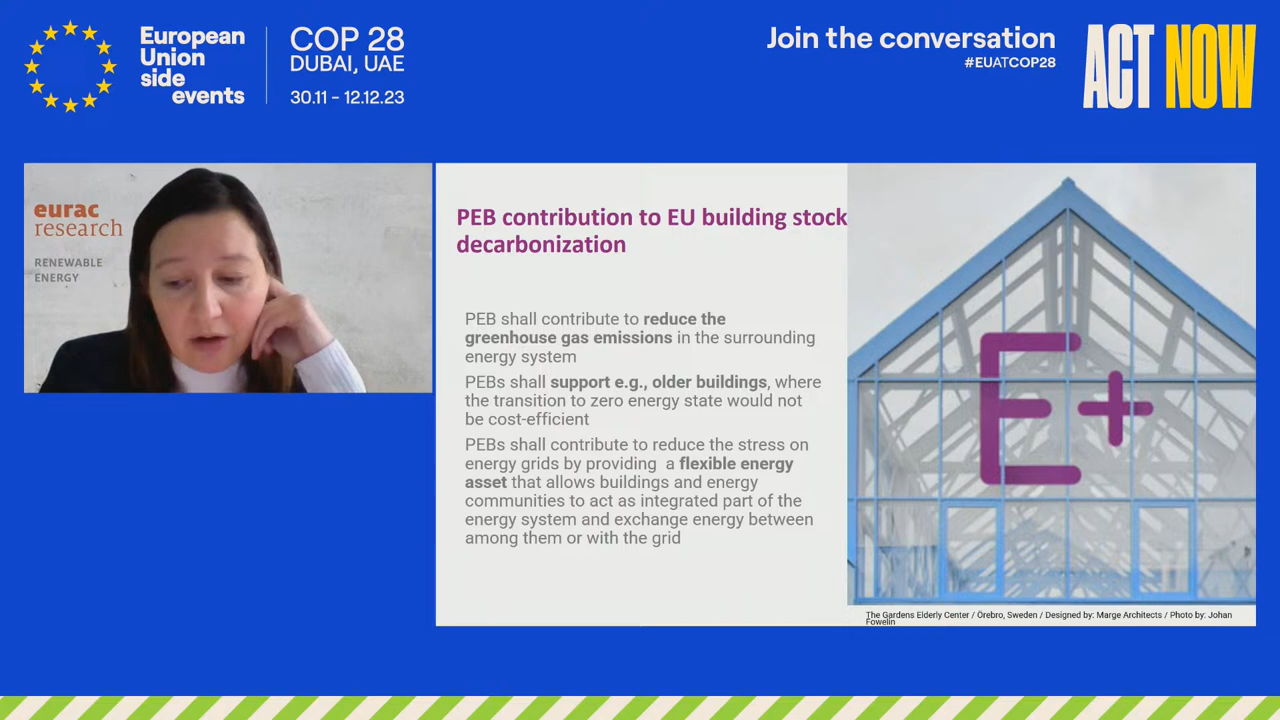 European
Union
side
events
COP 28
DUBAI, UAE
30.11 – 12.12.23
Join the conversation
#EUATCOP28
ACT NOW
eurac
research
RENEWABLE
ENERGY
PEB contribution to EU building stock
decarbonization
PEB shall contribute to reduce the
greenhouse gas emissions in the surrounding
energy system
PEBs shall support e.g., older buildings, where
the transition to zero energy state would not
be cost-efficient
PEBs shall contribute to reduce the stress on
energy grids by providing a flexible energy
asset that allows buildings and energy
communities to act as integrated part of the
energy system and exchange energy between
among them or with the grid
E+
The Gardens Elderly Center / Örebro, Sweden / Designed by: Marge Architects / Photo by: Johan
Fowelin